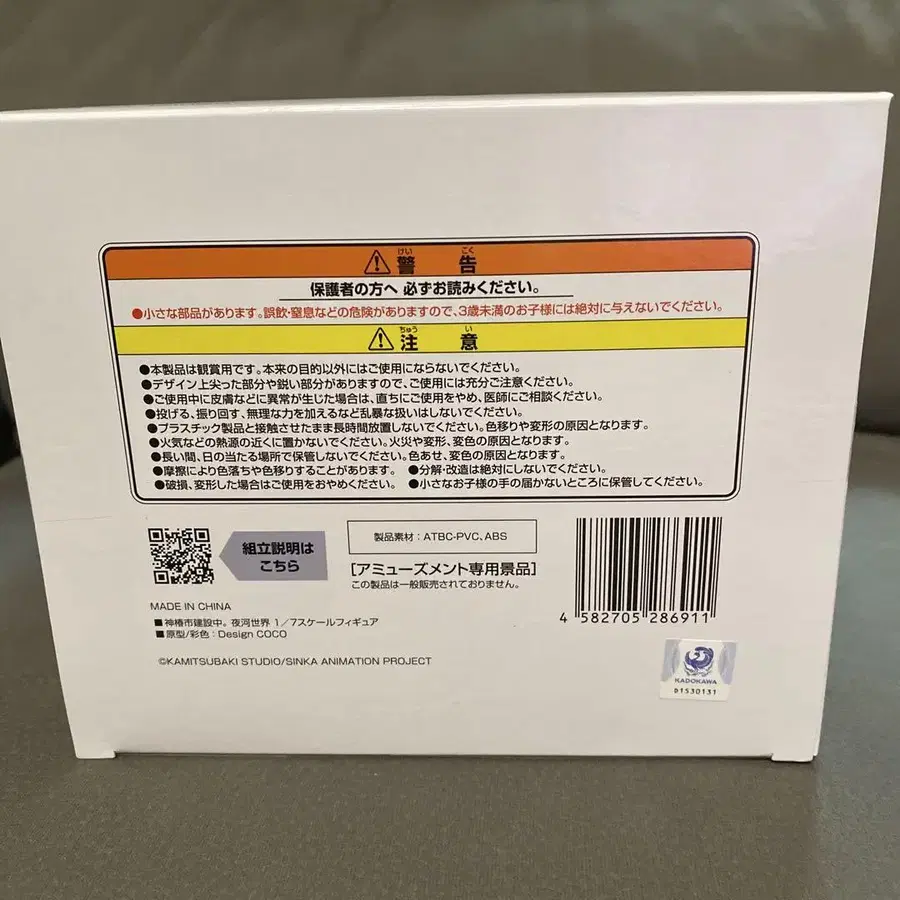 けい こく
⚠警 告
保護者の方へ 必ずお読みください。
●小さな部品があります。誤飲・窒息などの危険がありますので、3歳未満のお子様には絶対に与えないでください。
ちゅう い
⚠注 意
●本製品は観賞用です。本来の目的以外にはご使用にならないでください。
●デザイン上尖った部分や鋭い部分がありますので、ご使用には充分ご注意ください。
●ご使用中に皮膚などに異常が生じた場合は、直ちにご使用をやめ、医師にご相談ください。
●投げる、振り回す、無理な力を加えるなど乱暴な扱いはしないでください。
●プラスチック製品と接触させたまま長時間放置しないでください。色移りや変形の原因となります。
●火気などの熱源の近くに置かないでください。火災や変形、変色の原因となります。
●長い間、日の当たる場所で保管しないでください。色あせ、変色の原因となります。
●摩擦により色落ちや色移りすることがあります。 ●分解・改造は絶対にしないでください。
●破損、変形した場合はご使用をおやめください。 ●小さなお子様の手の届かないところに保管してください。
組立説明は
こちら
製品素材:ATBC-PVC、ABS
[アミューズメント専用景品]
この製品は一般販売されておりません。
4 582705 286911
MADE IN CHINA
■神椿市建設中。夜河世界 1/7スケールフィギュア
■原型/彩色:Design COCO
©KAMITSUBAKI STUDIO/SINKA ANIMATION PROJECT
KADOKAWA
D1530131